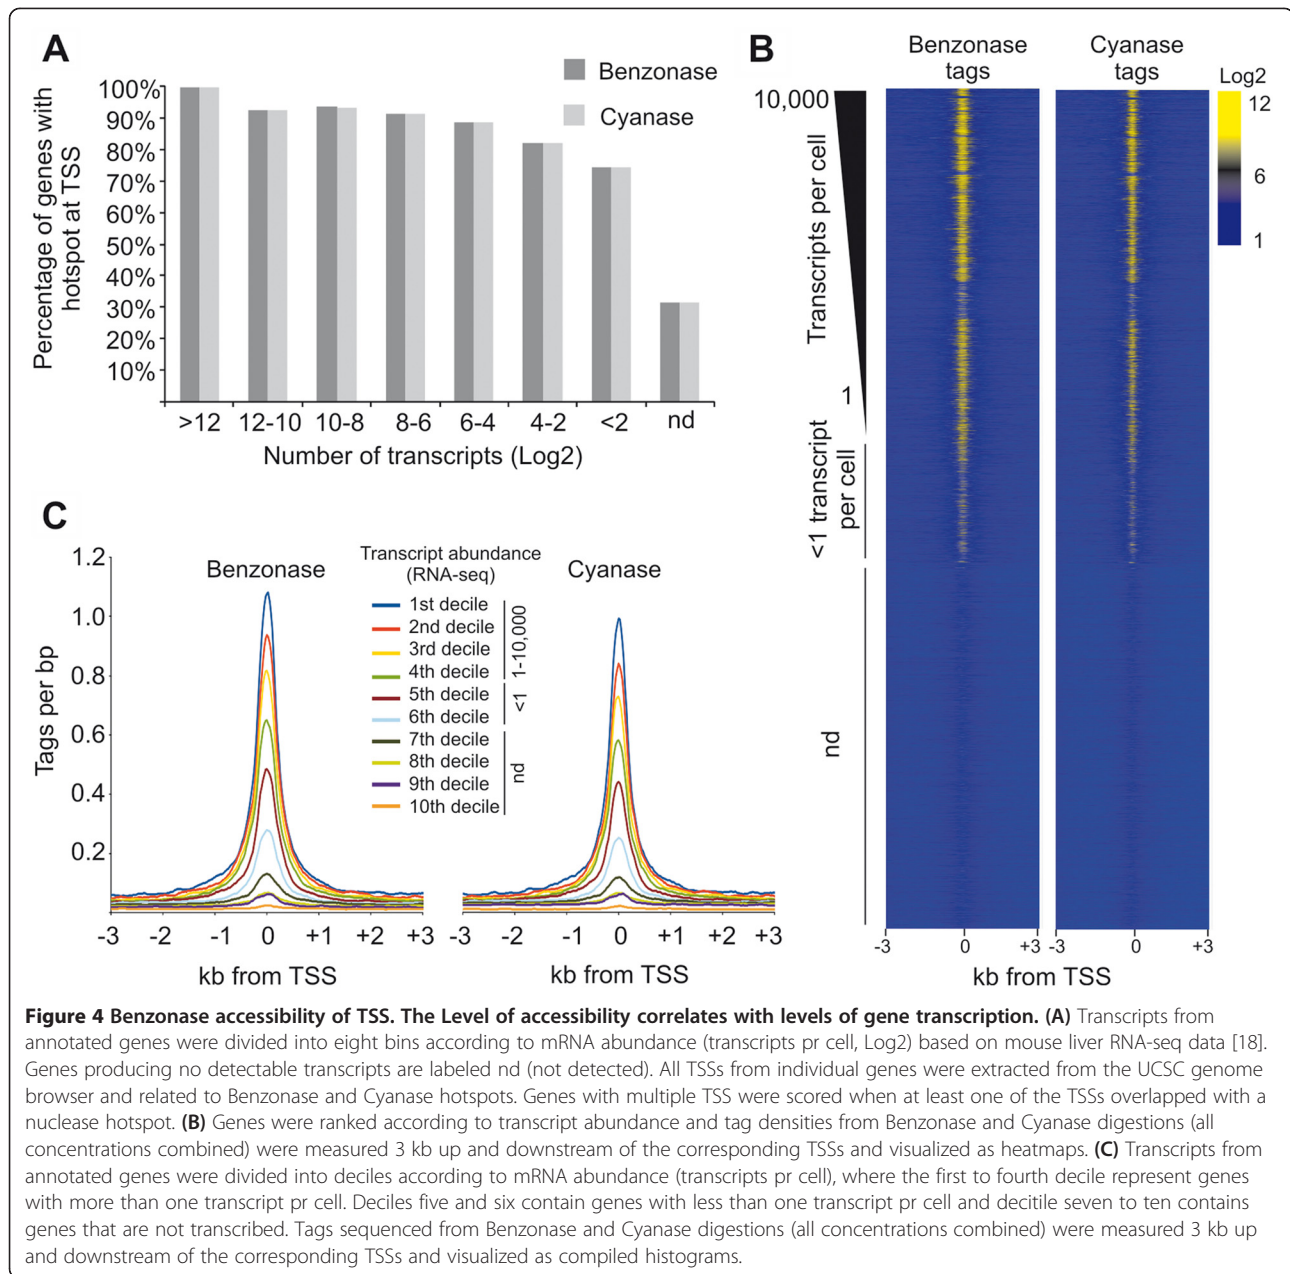 A
Benzonase
Cyanase
100%
90%
80%
70%
60%
50%
40%
30%
20%
10%
Percentage of genes with
hotspot at TSS
>12 12-10 10-8 8-6 6-4 4-2 <2 nd
Number of transcripts (Log2)
B
Benzonase
tags
Cyanase
tags
Log2
12
6
1
10,000
Transcripts per cell
1
<1 transcript
per cell
nd
-3 0 +3
-3 0 +3
kb from TSS
C
1.2
1.0
0.8
0.6
0.4
0.2
Tags per bp
Benzonase
Cyanase
Transcript abundance
(RNA-seq)
1st decile
2nd decile
3rd decile
4th decile
5th decile
6th decile
7th decile
8th decile
9th decile
10th decile
1-10,000
<1
nd
-3 -2 -1 0 +1 +2 +3
-3 -2 -1 0 +1 +2 +3
kb from TSS
kb from TSS
Figure 4 Benzonase accessibility of TSS. The Level of accessibility correlates with levels of gene transcription. (A) Transcripts from
annotated genes were divided into eight bins according to mRNA abundance (transcripts pr cell, Log2) based on mouse liver RNA-seq data [18].
Genes producing no detectable transcripts are labeled nd (not detected). All TSSs from individual genes were extracted from the UCSC genome
browser and related to Benzonase and Cyanase hotspots. Genes with multiple TSS were scored when at least one of the TSSs overlapped with a
nuclease hotspot. (B) Genes were ranked according to transcript abundance and tag densities from Benzonase and Cyanase digestions (all
concentrations combined) were measured 3 kb up and downstream of the corresponding TSSs and visualized as heatmaps. (C) Transcripts from
annotated genes were divided into deciles according to mRNA abundance (transcripts pr cell), where the first to fourth decile represent genes
with more than one transcript pr cell. Deciles five and six contain genes with less than one transcript pr cell and decitile seven to ten contains
genes that are not transcribed. Tags sequenced from Benzonase and Cyanase digestions (all concentrations combined) were measured 3 kb up
and downstream of the corresponding TSSs and visualized as compiled histograms.